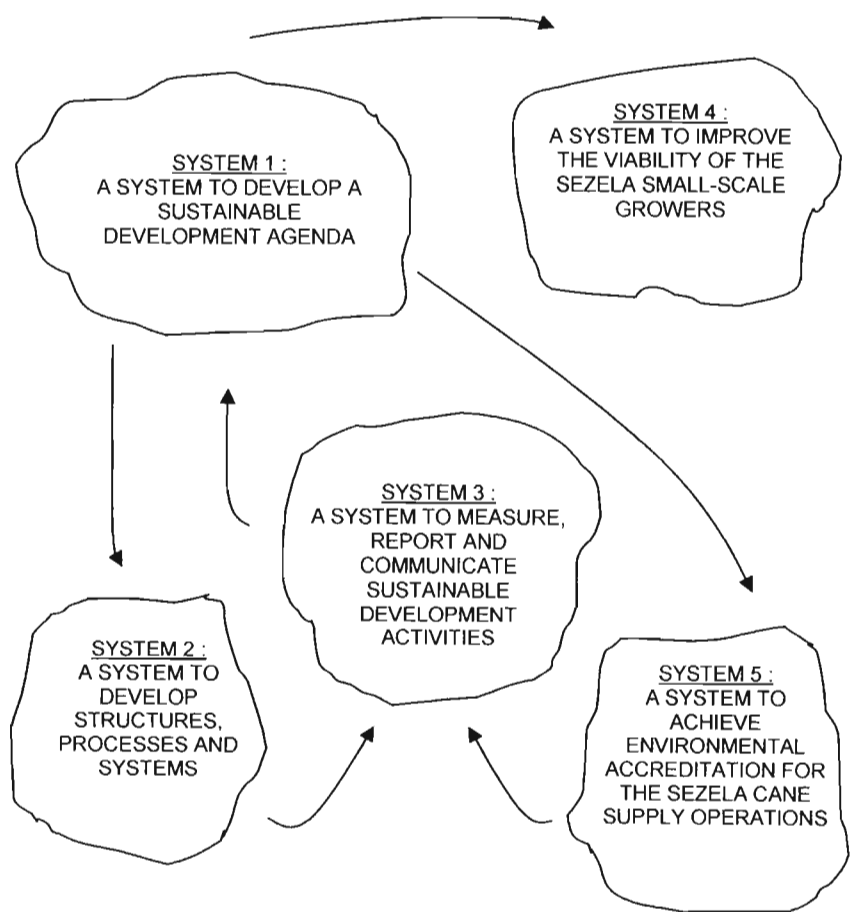 SYSTEM 1 :
A SYSTEM TO DEVELOP A
SUSTAINABLE
DEVELOPMENT AGENDA
SYSTEM 4 :
A SYSTEM TO IMPROVE
THE VIABILITY OF THE
SEZELA SMALL-SCALE
GROWERS
SYSTEM 3 :
A SYSTEM TO MEASURE,
REPORT AND
COMMUNICATE
SUSTAINABLE
DEVELOPMENT
ACTIVITIES
SYSTEM 2 :
A SYSTEM TO
DEVELOP
STRUCTURES,
PROCESSES AND
SYSTEMS
SYSTEM 5 :
A SYSTEM TO
ACHIEVE
ENVIRONMENTAL
ACCREDITATION FOR
THE SEZELA CANE
SUPPLY OPERATIONS